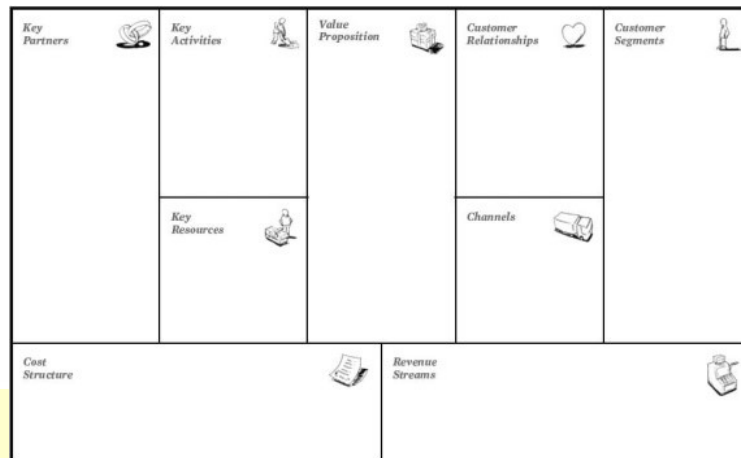 Key
Partners
Key
Activities
Value
Proposition
Customer
Relationships
Customer
Segments
Key
Resources
Channels
Cost
Structure
Revenue
Streams